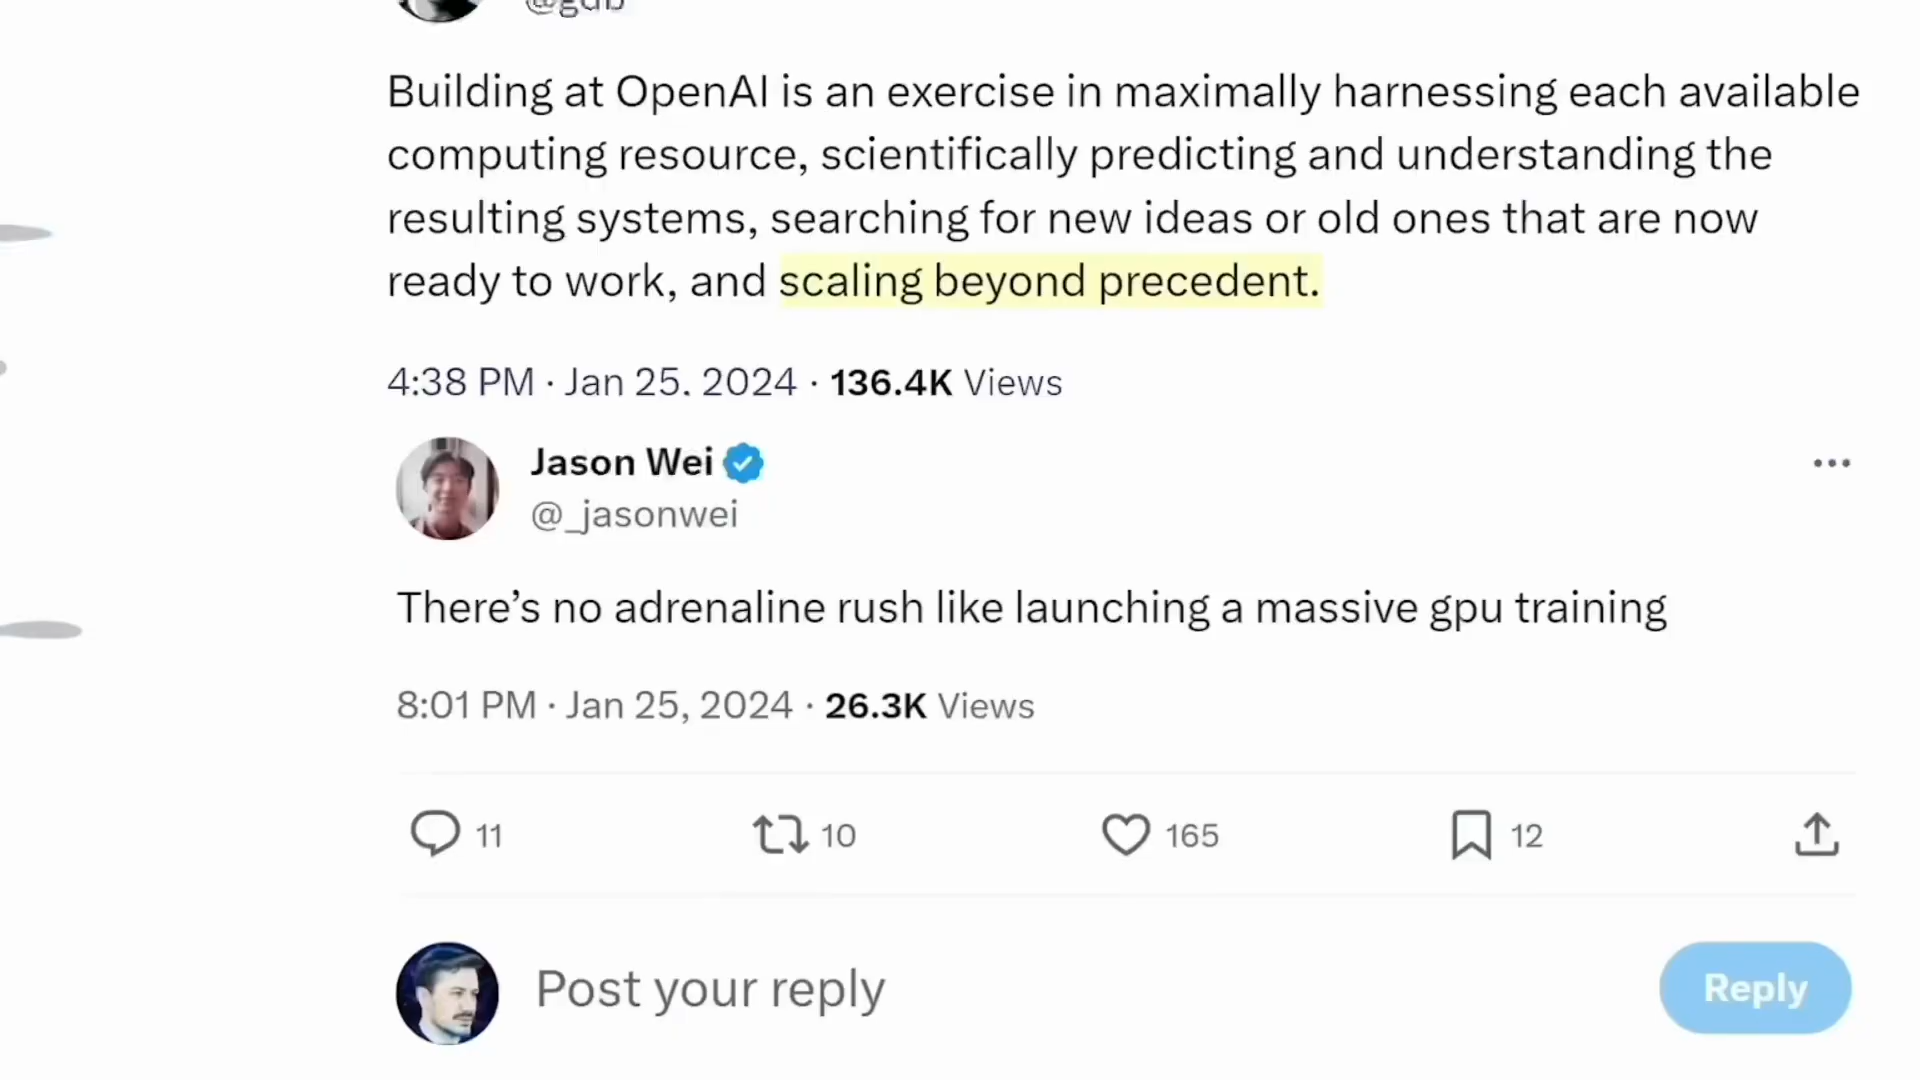 @gdb
Building at OpenAI is an exercise in maximally harnessing each available
computing resource, scientifically predicting and understanding the
resulting systems, searching for new ideas or old ones that are now
ready to work, and scaling beyond precedent.
4:38 PM · Jan 25. 2024 · 136.4K Views
Jason Wei
@_jasonwei
There’s no adrenaline rush like launching a massive gpu training
8:01 PM · Jan 25, 2024 · 26.3K Views
11 10 165 12
Post your reply Reply